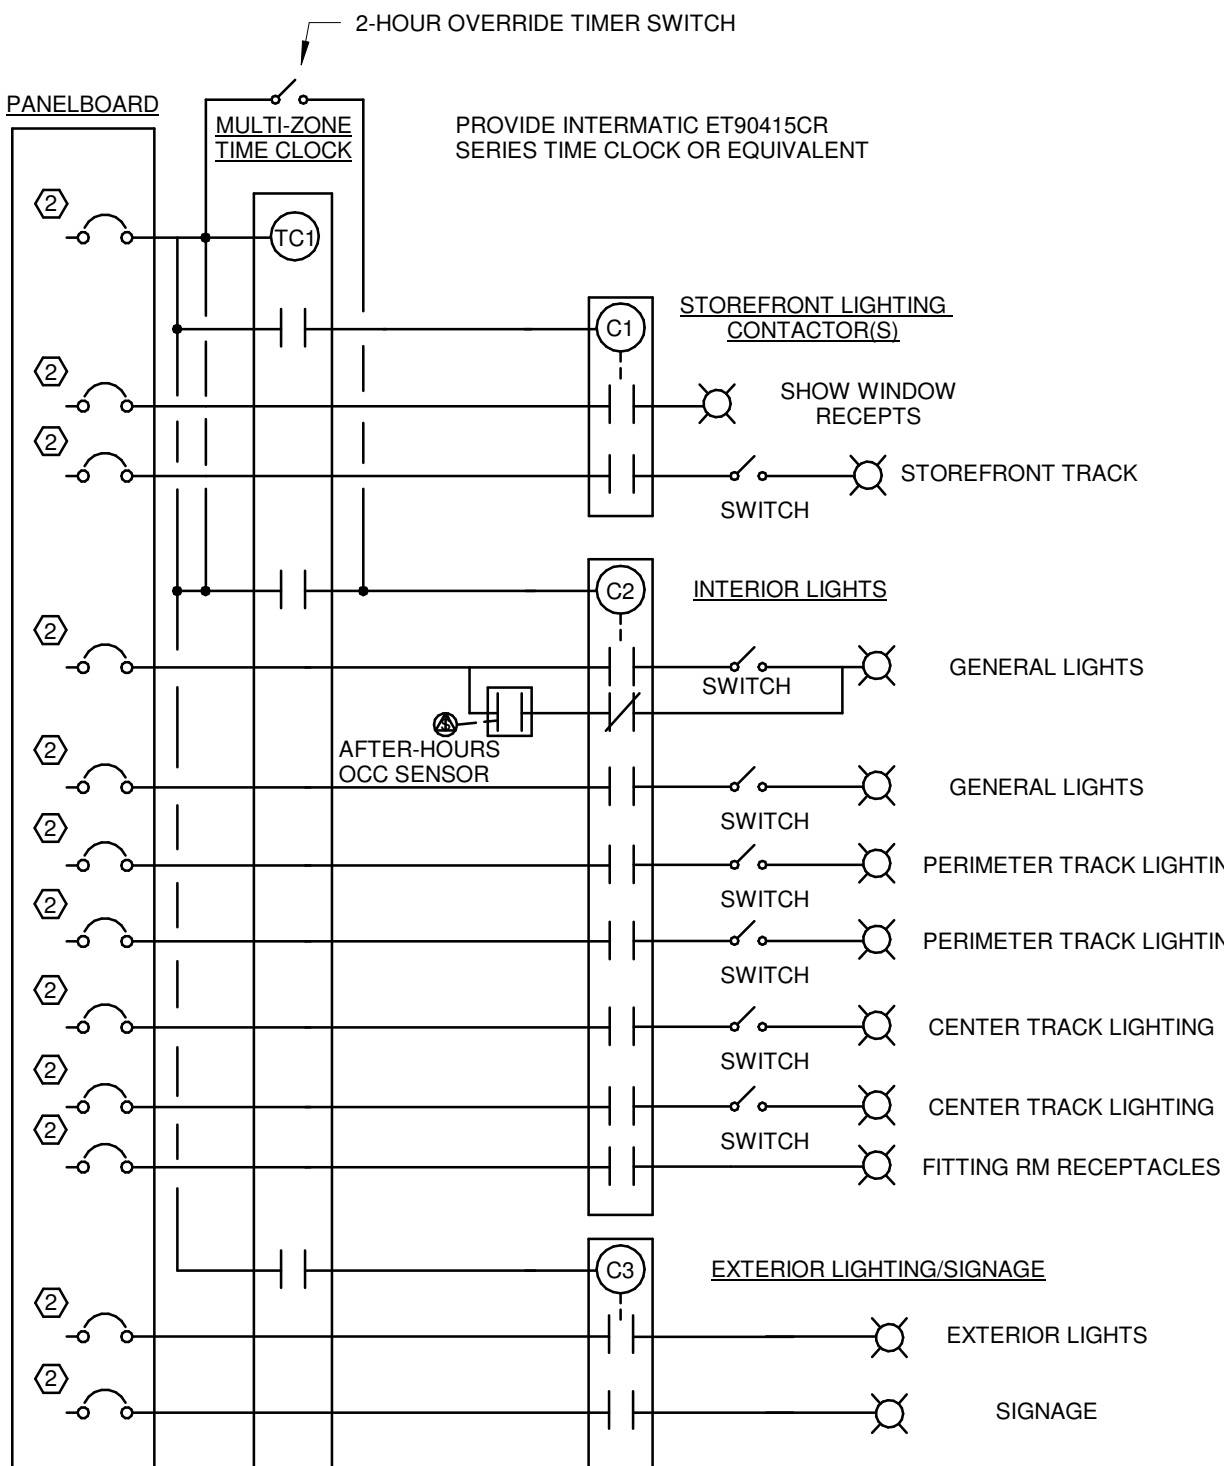 2-HOUR OVERRIDE TIMER SWITCH
PANELBOARD
MULTI-ZONE
TIME CLOCK
PROVIDE INTERMATIC ET90415CR
SERIES TIME CLOCK OR EQUIVALENT
2
TC1
STOREFRONT LIGHTING
CONTACTOR(S)
C1
2
SHOW WINDOW
RECEPTS
2
STOREFRONT TRACK
SWITCH
C2
INTERIOR LIGHTS
2
GENERAL LIGHTS
SWITCH
AFTER-HOURS
OCC SENSOR
2
GENERAL LIGHTS
SWITCH
2
PERIMETER TRACK LIGHTIN
SWITCH
2
PERIMETER TRACK LIGHTIN
SWITCH
2
CENTER TRACK LIGHTING
SWITCH
2
CENTER TRACK LIGHTING
SWITCH
2
FITTING RM RECEPTACLES
C3
EXTERIOR LIGHTING/SIGNAGE
2
EXTERIOR LIGHTS
2
SIGNAGE